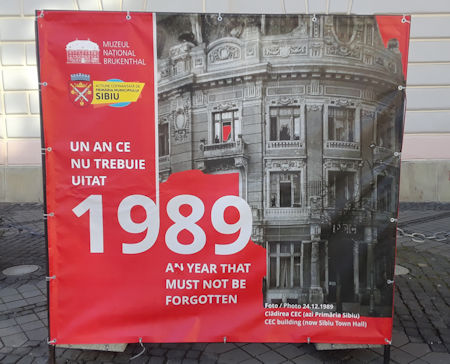 MUZEUL
NATIONAL
BRUKENTHAL
SIBIU
UN AN CE
NU TREBUIE
UITAT
1989
AN YEAR THAT
MUST NOT BE
FORGOTTEN
Foto / Photo 24.12.1989
Clădirea CEC (azi Primăria Sibiu)
CEC building (now Sibiu Town Hall)